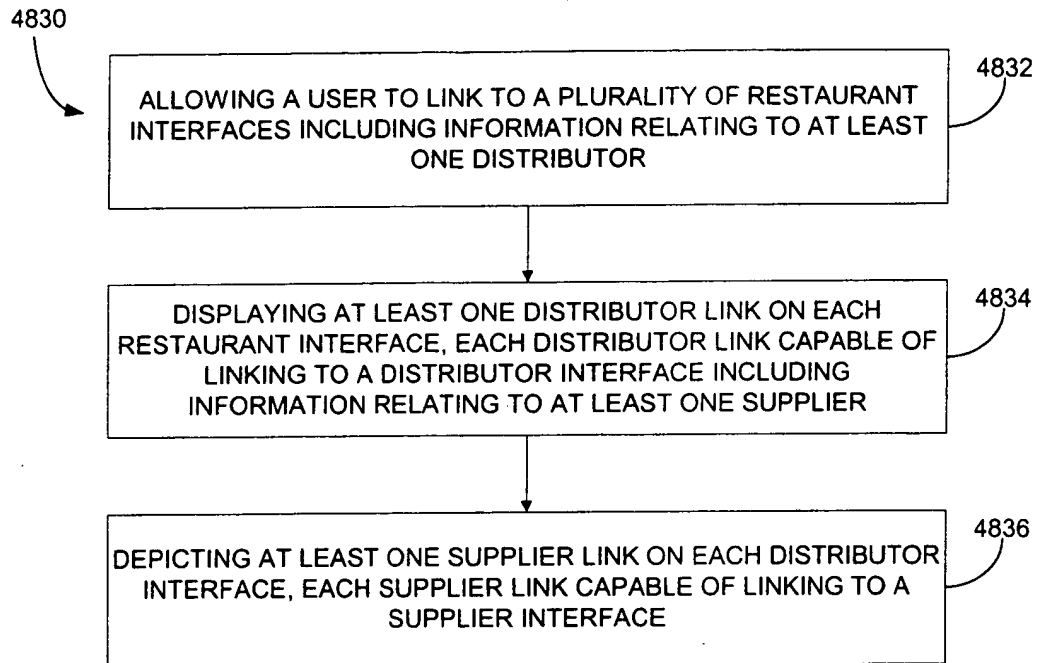 4830
ALLOWING A USER TO LINK TO A PLURALITY OF RESTAURANT
INTERFACES INCLUDING INFORMATION RELATING TO AT LEAST
ONE DISTRIBUTOR
4832
DISPLAYING AT LEAST ONE DISTRIBUTOR LINK ON EACH
RESTAURANT INTERFACE, EACH DISTRIBUTOR LINK CAPABLE OF
LINKING TO A DISTRIBUTOR INTERFACE INCLUDING
INFORMATION RELATING TO AT LEAST ONE SUPPLIER
4834
DEPICTING AT LEAST ONE SUPPLIER LINK ON EACH DISTRIBUTOR
INTERFACE, EACH SUPPLIER LINK CAPABLE OF LINKING TO A
SUPPLIER INTERFACE
4836